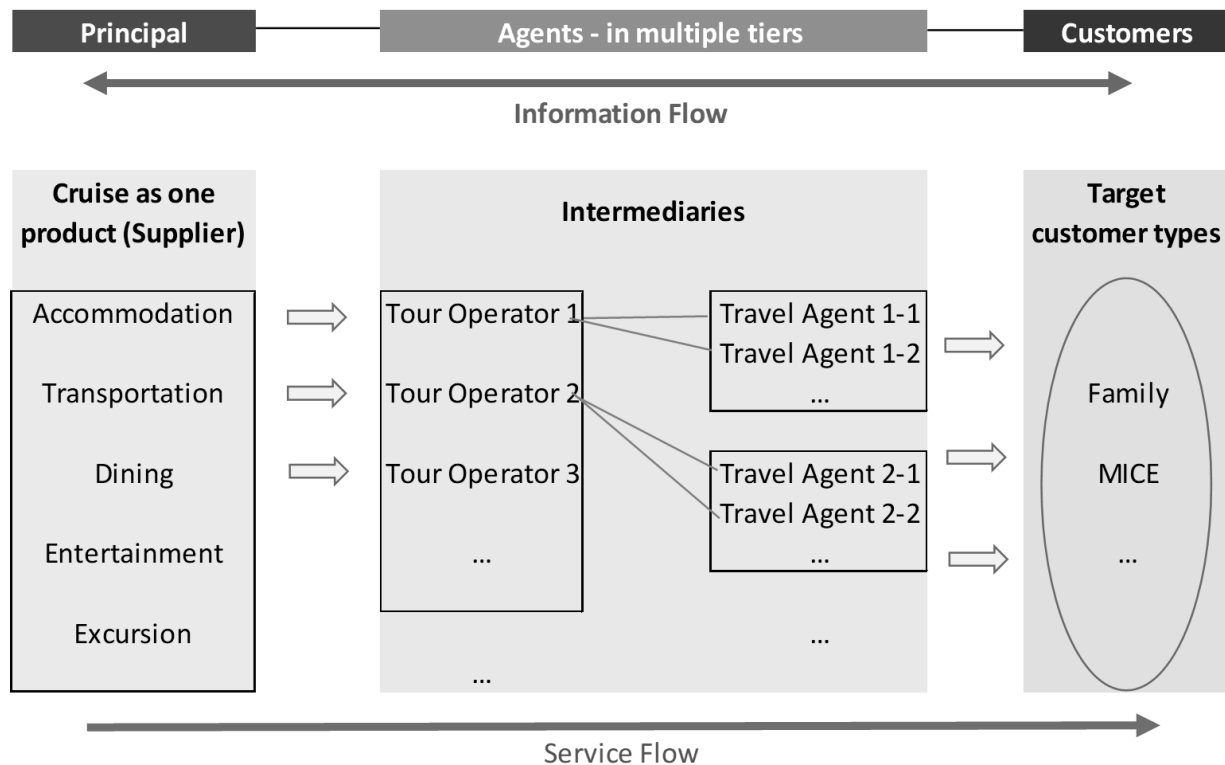 Principal
Agents - in multiple tiers
Customers
Information Flow
Cruise as one
product (Supplier)
Accommodation
Transportation
Dining
Entertainment
Excursion
Intermediaries
Tour Operator 1
Tour Operator 2
Tour Operator 3
...
...
Travel Agent 1-1
Travel Agent 1-2
...
Travel Agent 2-1
Travel Agent 2-2
...
...
Target
customer types
Family
MICE
...
Service Flow